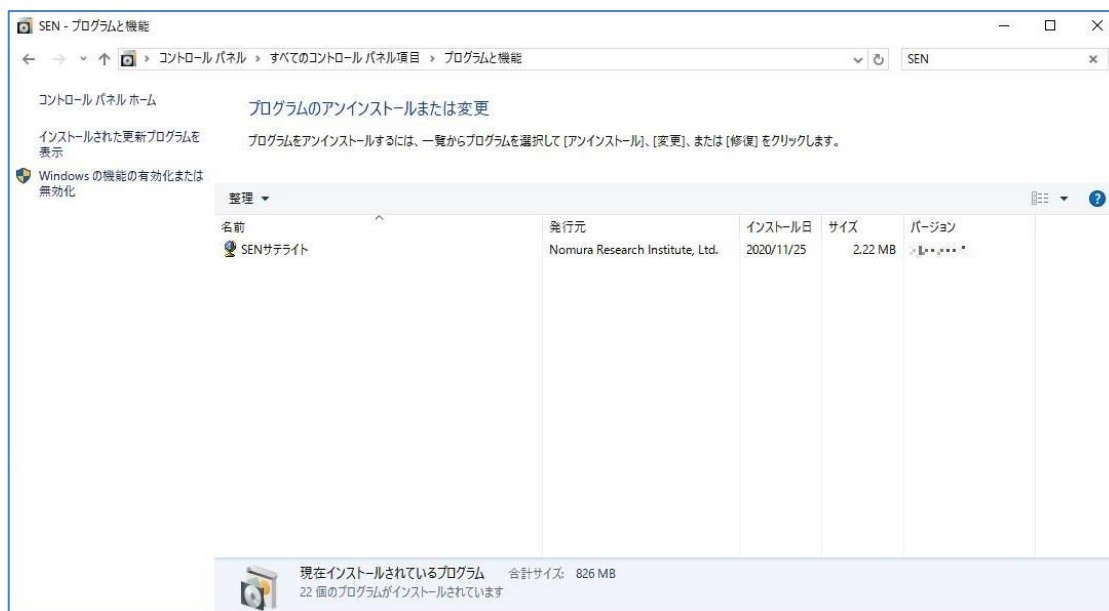 SEN - プログラムと機能
コントロール パネル › すべてのコントロール パネル項目 › プログラムと機能
SEN
コントロール パネル ホーム
インストールされた更新プログラムを
表示
Windows の機能の有効化または
無効化
プログラムのアンインストールまたは変更
プログラムをアンインストールするには、一覧からプログラムを選択して [アンインストール]、[変更]、または [修復] をクリックします。
整理
名前 発行元 インストール日 サイズ バージョン
SENサテライト Nomura Research Institute, Ltd. 2020/11/25 2.22 MB
現在インストールされているプログラム 合計サイズ: 826 MB
22 個のプログラムがインストールされています